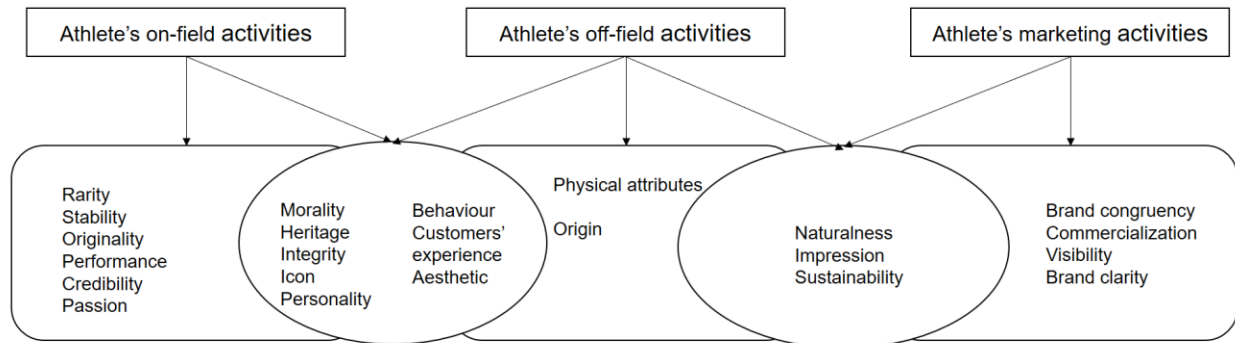 Athlete's on-field activities
Athlete's off-field activities
Athlete's marketing activities
Rarity
Stability
Originality
Performance
Credibility
Passion
Morality
Heritage
Integrity
Icon
Personality
Behaviour
Customers'
experience
Aesthetic
Physical attributes
Origin
Naturalness
Impression
Sustainability
Brand congruency
Commercialization
Visibility
Brand clarity